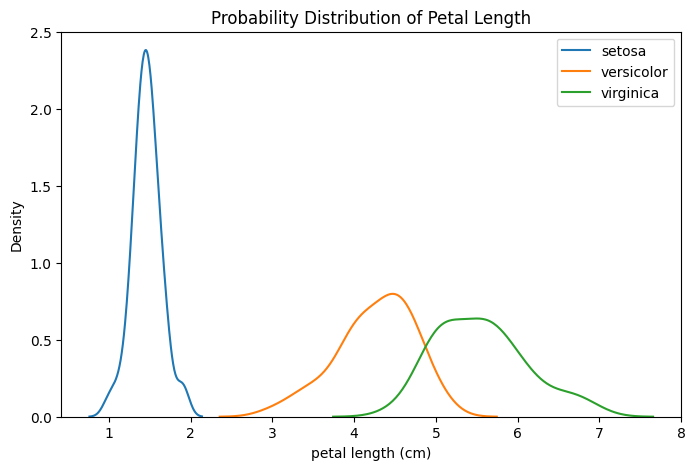 Probability Distribution of Petal Length
2.5
2.0
1.5
1.0
0.5
0.0
Density
setosa
versicolor
virginica
1 2 3 4 5 6 7 8
petal length (cm)